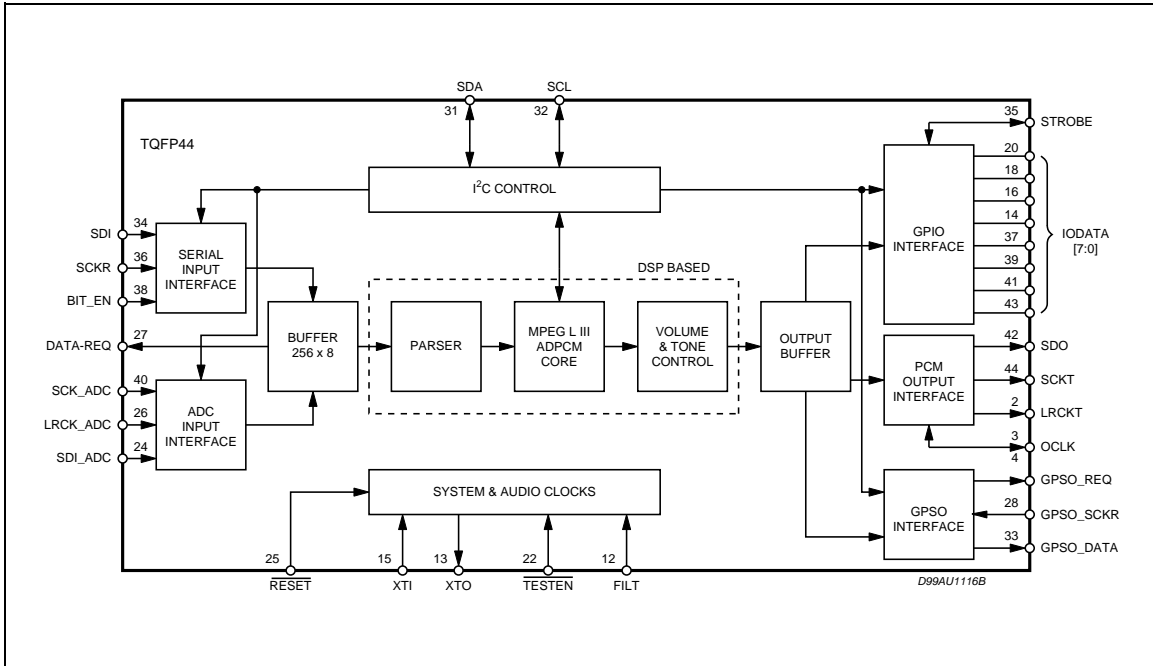 SDA
SCL
31
32
TQFP44
I²C CONTROL
35
STROBE
20
18
16
14
37
39
41
43
GPIO
INTERFACE
IODATA
[7:0]
SDI
34
SCKR
36
BIT_EN
38
SERIAL
INPUT
INTERFACE
DATA-REQ
27
SCK_ADC
40
LRCK_ADC
26
SDI_ADC
24
ADC
INPUT
INTERFACE
BUFFER
256 x 8
DSP BASED
PARSER
MPEG L III
ADPCM
CORE
VOLUME
& TONE
CONTROL
OUTPUT
BUFFER
PCM
OUTPUT
INTERFACE
42
SDO
44
SCKT
2
LRCKT
3
OCLK
4
GPSO_REQ
28
GPSO_SCKR
33
GPSO_DATA
GPSO
INTERFACE
SYSTEM & AUDIO CLOCKS
25
15
13
22
12
RESET
XTI
XTO
TESTEN
FILT
D99AU1116B